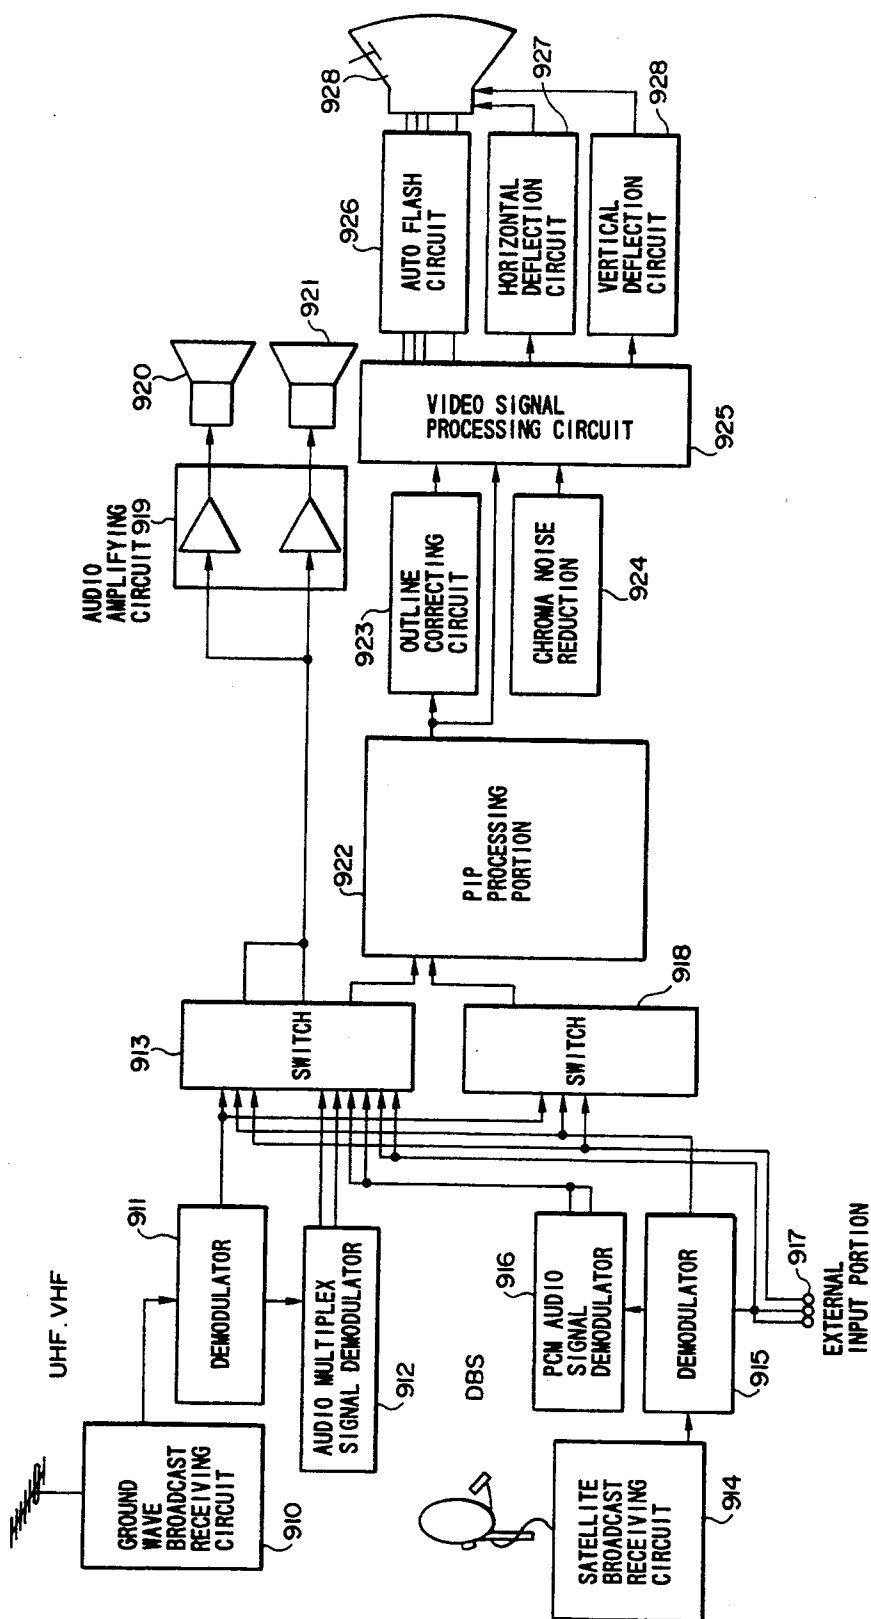 UHF. VHF
GROUND
WAVE
BROADCAST
RECEIVING
CIRCUIT
910
911
DEMODULATOR
AUDIO MULTIPLEX
SIGNAL DEMODULATOR
912
913
SWITCH
AUDIO
AMPLIFYING
CIRCUIT 919
920
921
922
PIP
PROCESSING
PORTION
923
OUTLINE
CORRECTING
CIRCUIT
CHROMA NOISE
REDUCTION
924
VIDEO SIGNAL
PROCESSING CIRCUIT
925
926
AUTO FLASH
CIRCUIT
928
927
HORIZONTAL
DEFLECTION
CIRCUIT
928
VERTICAL
DEFLECTION
CIRCUIT
DBS
SATELLITE
BROADCAST
RECEIVING
CIRCUIT
914
916
PCM AUDIO
SIGNAL
DEMODULATOR
DEMODULATOR
915
917
EXTERNAL
INPUT PORTION
918
SWITCH